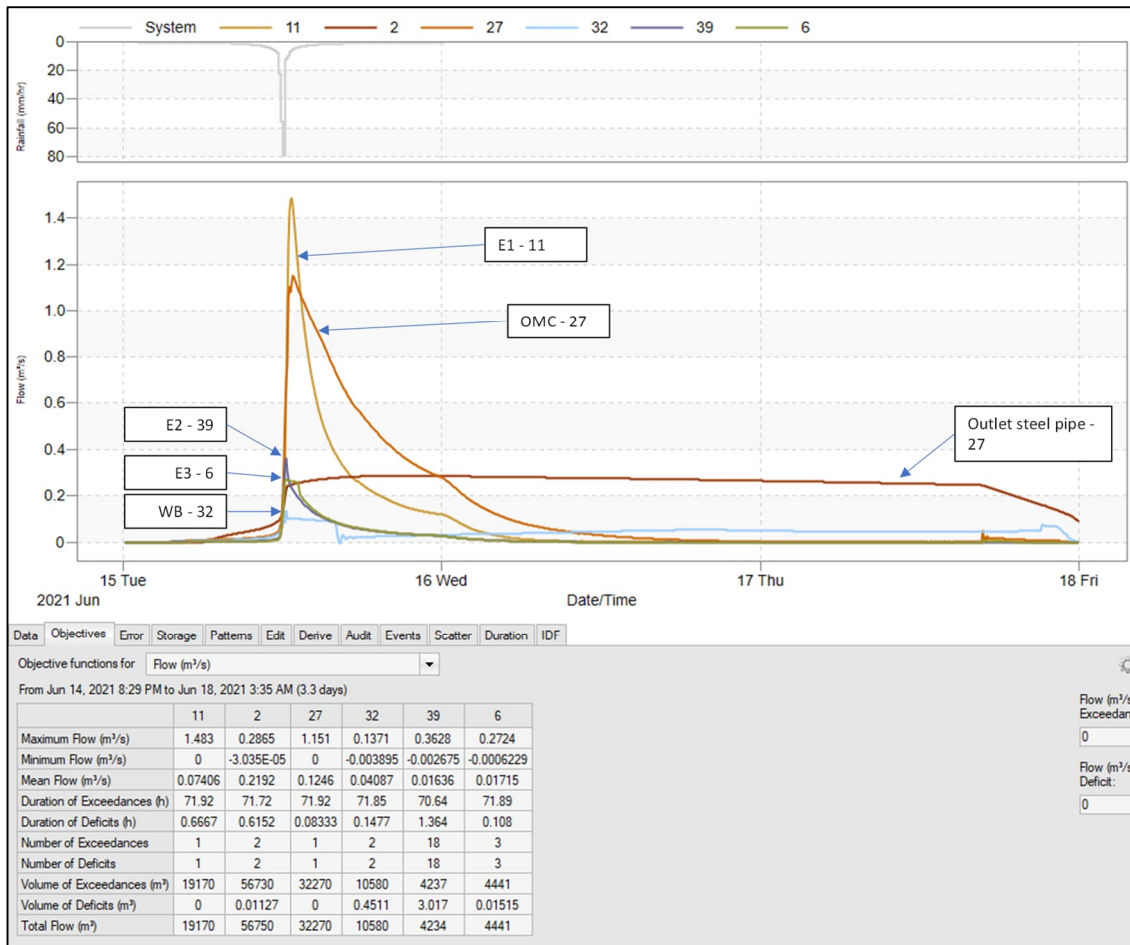 System 11 2 27 32 39 6
0
20
40
60
80
Rainfall (mm/hr)
1.4
1.2
1.0
0.8
0.6
0.4
0.2
0
Flow (m³/s)
E1 - 11
OMC - 27
E2 - 39
E3 - 6
WB - 32
Outlet steel pipe -
27
15 Tue 16 Wed 17 Thu 18 Fri
2021 Jun Date/Time
Data Objectives Error Storage Patterns Edit Derive Audit Events Scatter Duration IDF
Objective functions for Flow (m³/s)
From Jun 14, 2021 8:29 PM to Jun 18, 2021 3:35 AM (3.3 days)
11 2 27 32 39 6
Maximum Flow (m³/s) 1.483 0.2865 1.151 0.1371 0.3628 0.2724
Minimum Flow (m³/s) 0 -3.035E-05 0 -0.003895 -0.002675 -0.0006229
Mean Flow (m³/s) 0.07406 0.2192 0.1246 0.04087 0.01636 0.01715
Duration of Exceedances (h) 71.92 71.72 71.92 71.85 70.64 71.89
Duration of Deficits (h) 0.6667 0.6152 0.08333 0.1477 1.364 0.108
Number of Exceedances 1 2 1 2 18 3
Number of Deficits 1 2 1 2 18 3
Volume of Exceedances (m³) 19170 56730 32270 10580 4237 4441
Volume of Deficits (m³) 0 0.01127 0 0.4511 3.017 0.01515
Total Flow (m³) 19170 56750 32270 10580 4234 4441
Flow (m³/s
Exceedan
0
Flow (m³/s
Deficit:
0